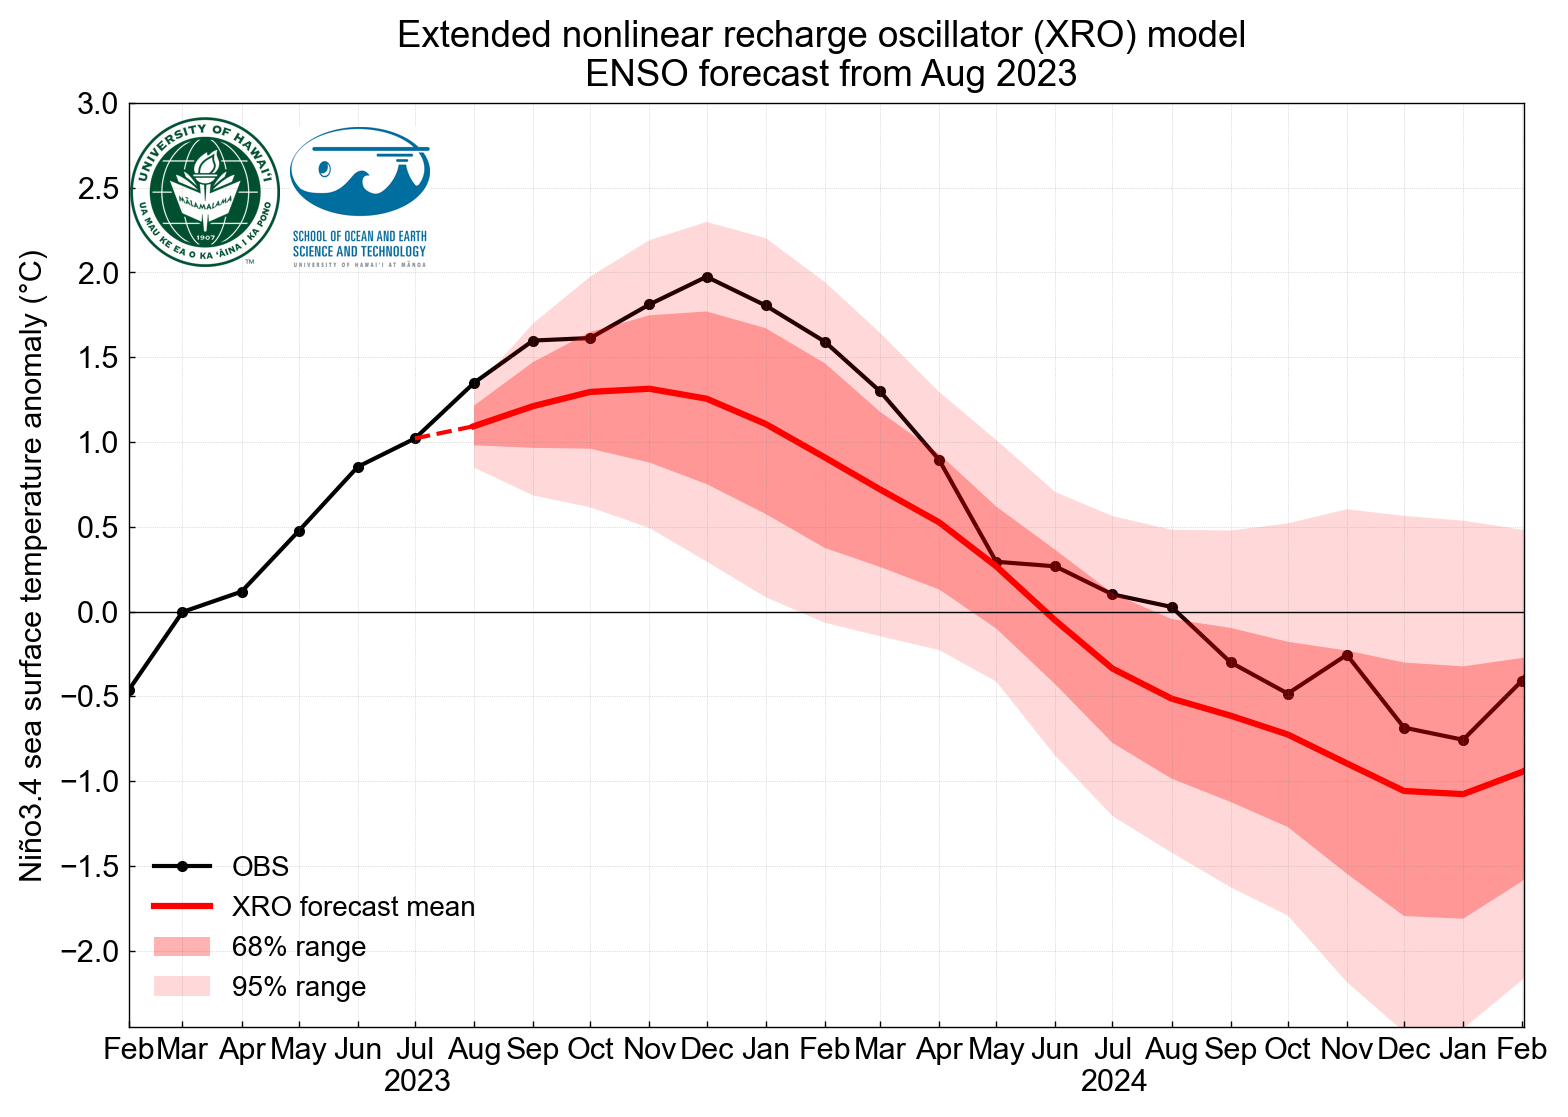 Extended nonlinear recharge oscillator (XRO) model
ENSO forecast from Aug 2023
3.0
2.5
2.0
1.5
1.0
0.5
0.0
−0.5
−1.0
−1.5
−2.0
Niño3.4 sea surface temperature anomaly (°C)
UNIVERSITY OF HAWAIʻI
MĀLAMALAMA
1907
UA MAU KE EA O KA ʻĀINA I KA PONO
TM
SCHOOL OF OCEAN AND EARTH
SCIENCE AND TECHNOLOGY
UNIVERSITY OF HAWAIʻI AT MĀNOA
OBS
XRO forecast mean
68% range
95% range
Feb Mar Apr May Jun Jul Aug Sep Oct Nov Dec Jan Feb Mar Apr May Jun Jul Aug Sep Oct Nov Dec Jan Feb
2023 2024